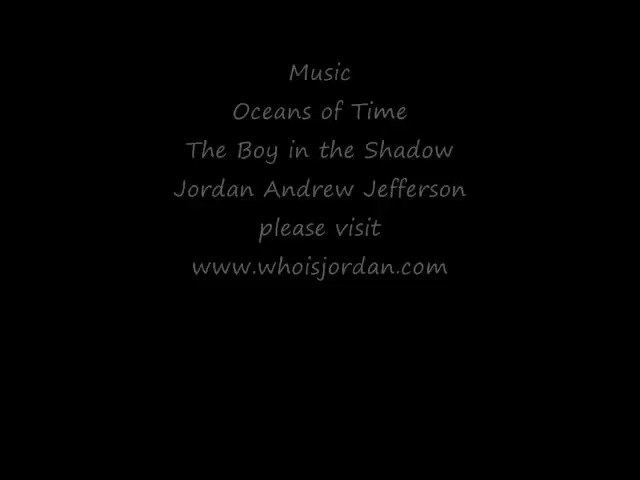 Music
Oceans of Time
The Boy in the Shadow
Jordan Andrew Jefferson
please visit
www.whoisjordan.com